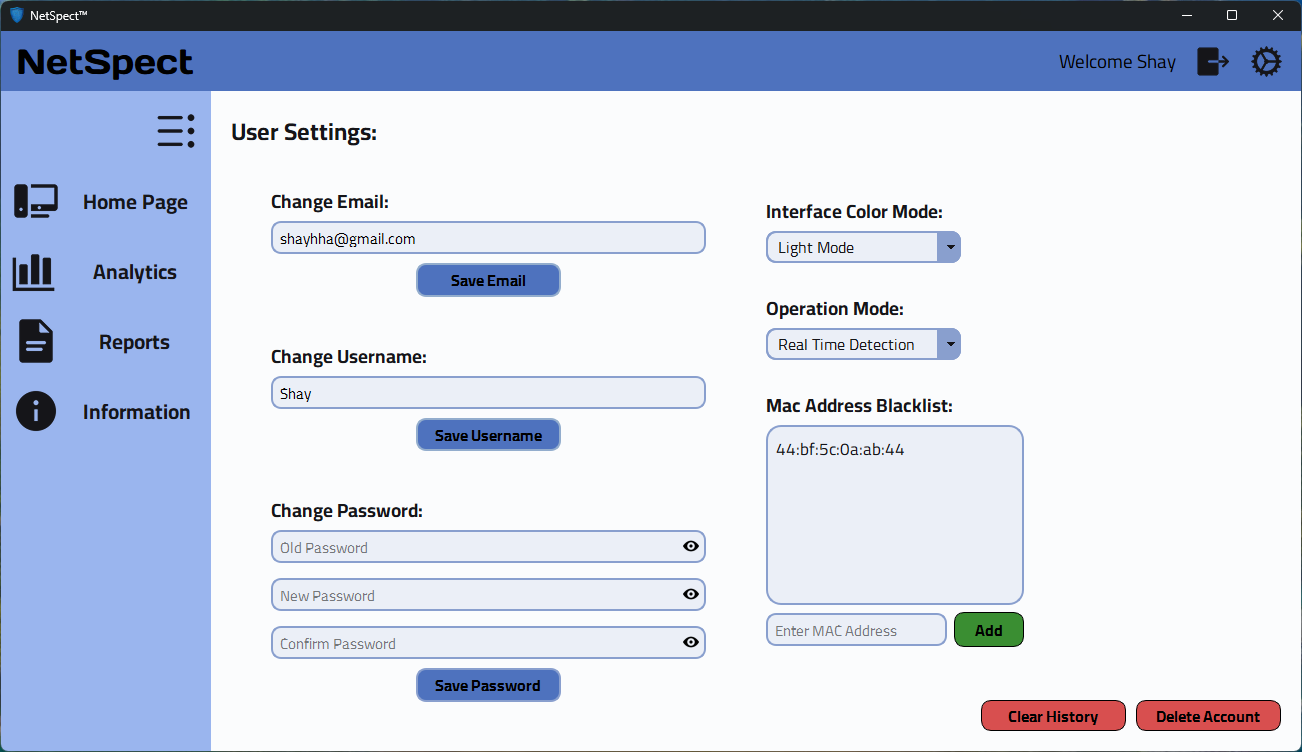 NetSpect™
NetSpect
Welcome Shay
Home Page
Analytics
Reports
Information
User Settings:
Change Email:
shayhha@gmail.com
Save Email
Change Username:
Shay
Save Username
Change Password:
Old Password
New Password
Confirm Password
Save Password
Interface Color Mode:
Light Mode
Operation Mode:
Real Time Detection
Mac Address Blacklist:
44:bf:5c:0a:ab:44
Enter MAC Address
Add
Clear History
Delete Account